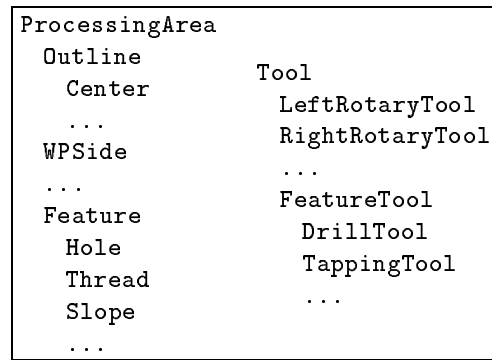 ProcessingArea
Outline
Center
...
WPSide
...
Feature
Hole
Thread
Slope
...
Tool
LeftRotaryTool
RightRotaryTool
...
FeatureTool
DrillTool
TappingTool
...